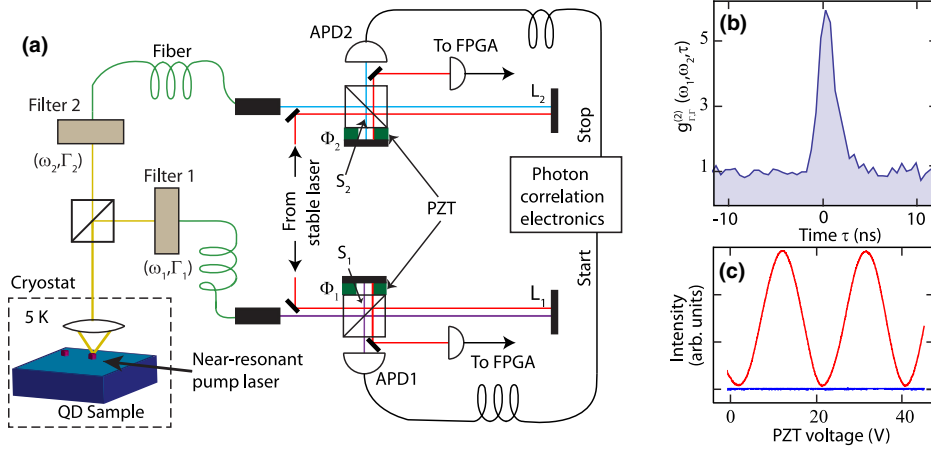 (a)
APD2
To FPGA
Fiber
Filter 2
(ω₂,Γ₂)
L₂
Φ₂
S₂
Stop
Filter 1
(ω₁,Γ₁)
From
stable laser
PZT
Photon
correlation
electronics
Start
S₁
Φ₁
L₁
Cryostat
5 K
Near-resonant
pump laser
QD Sample
To FPGA
APD1
(b)
g⁽²⁾_Γ,Γ (ω₁,ω₂,τ)
5
3
1
-10
0
10
Time τ (ns)
(c)
Intensity
(arb. units)
0
20
40
PZT voltage (V)